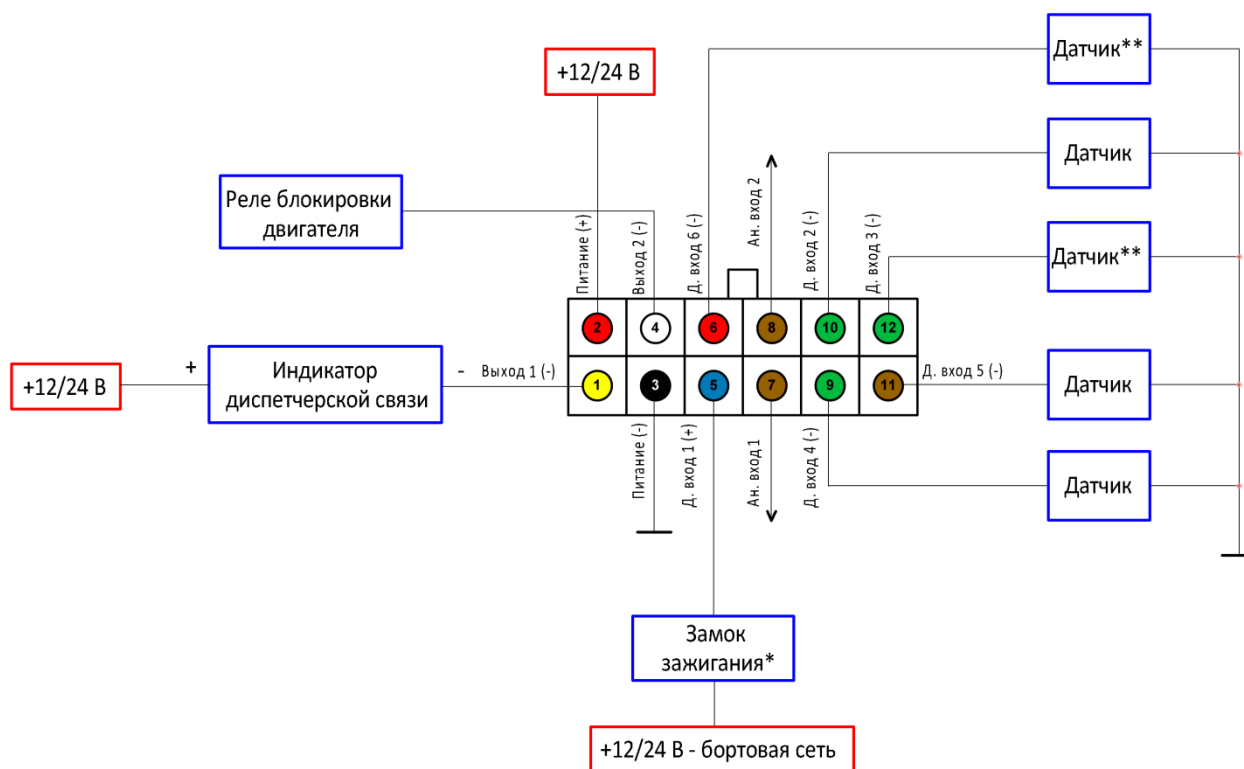 Датчик**
+12/24 В
Датчик
Реле блокировки
двигателя
Датчик**
Питание (+)
Выход 2 (-)
Д. вход 6 (-)
Ан. вход 2
Д. вход 2 (-)
Д. вход 3 (-)
2
4
6
8
10
12
+12/24 В
+
Индикатор
диспетчерской связи
-
Выход 1 (-)
1
3
5
7
9
11
Д. вход 5 (-)
Датчик
Питание (-)
Д. вход 1 (+)
Ан. вход 1
Д. вход 4 (-)
Датчик
Замок
зажигания*
+12/24 В - бортовая сеть